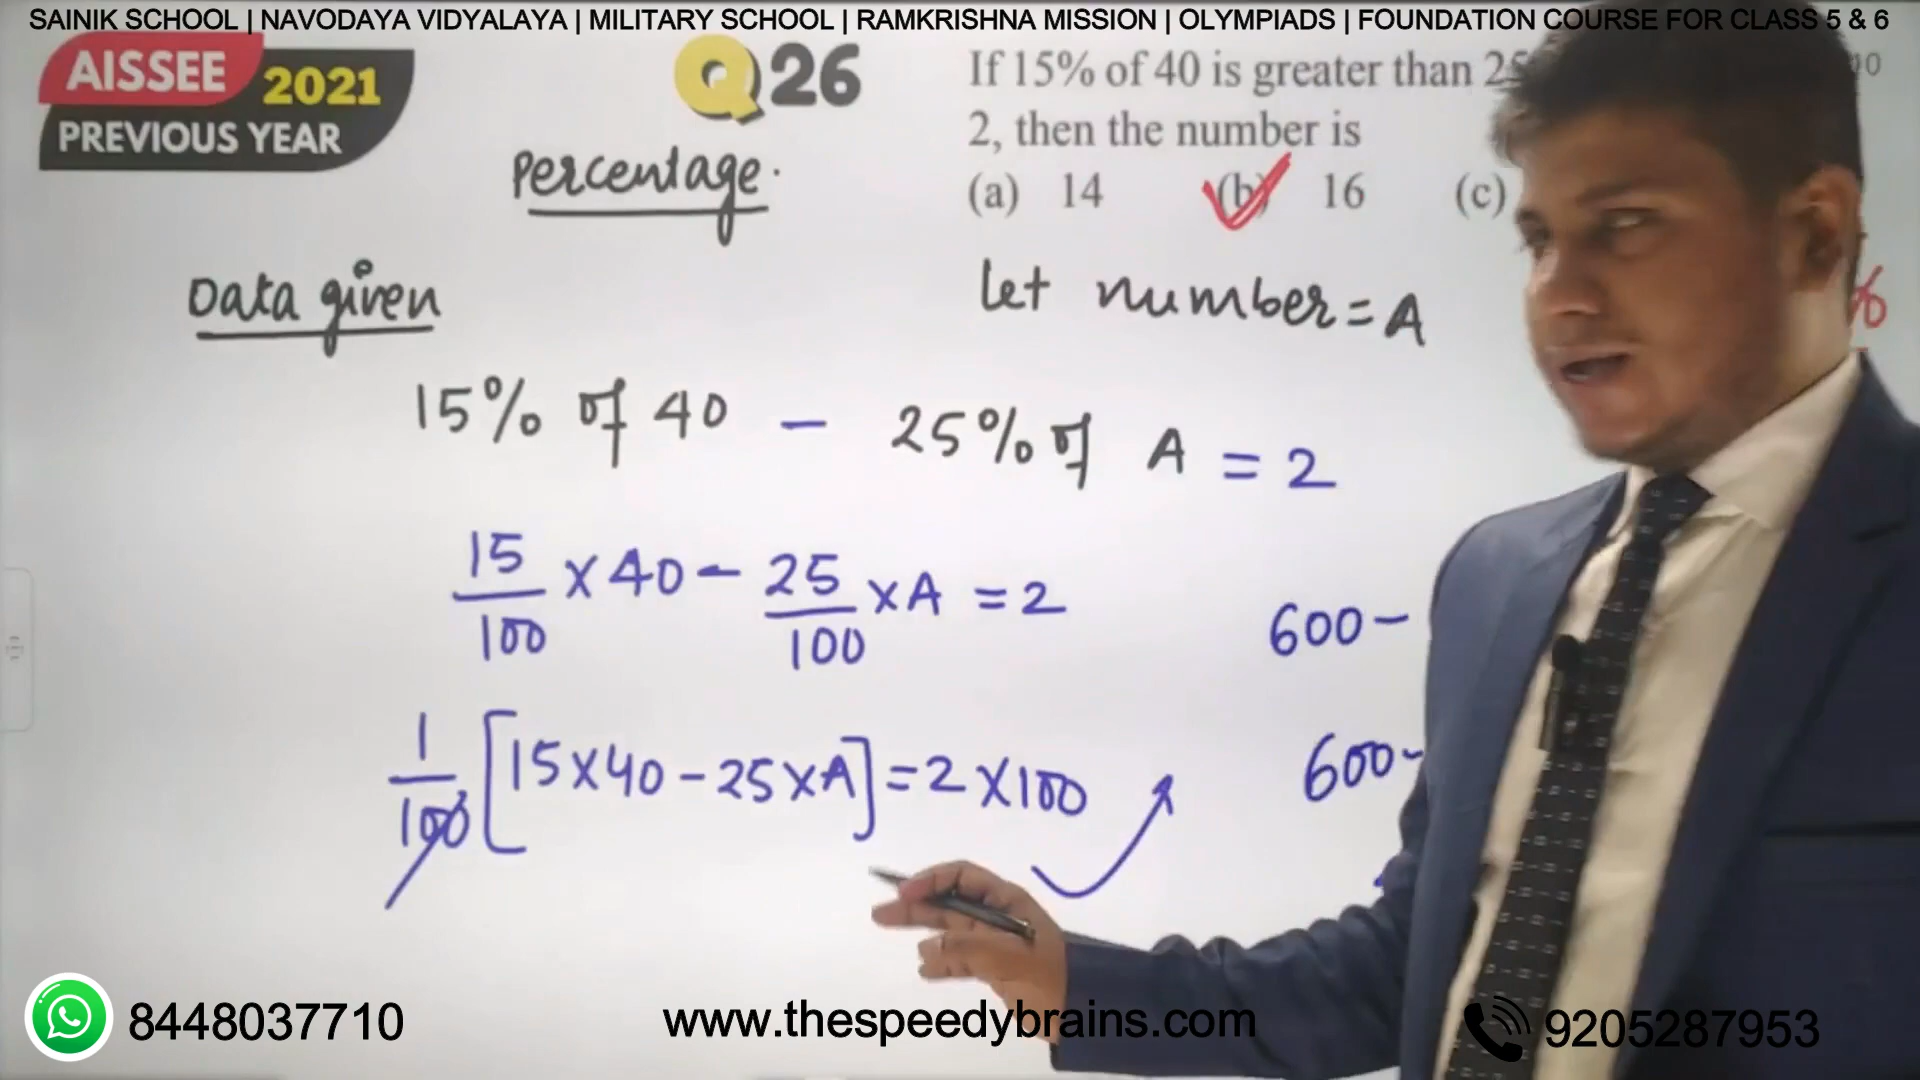 SAINIK SCHOOL | NAVODAYA VIDYALAYA | MILITARY SCHOOL | RAMKRISHNA MISSION | OLYMPIADS | FOUNDATION COURSE FOR CLASS 5 & 6
AISSEE 2021
PREVIOUS YEAR
Q 26
If 15% of 40 is greater than 25
2, then the number is
(a) 14 (b) 16 (c)
Percentage.
Data given
let number = A
15% of 40 - 25% of A = 2
15/100 × 40 - 25/100 × A = 2
600 -
1/100 [15 × 40 - 25 × A] = 2 × 100
600 -
8448037710
www.thespeedybrains.com
9205287953